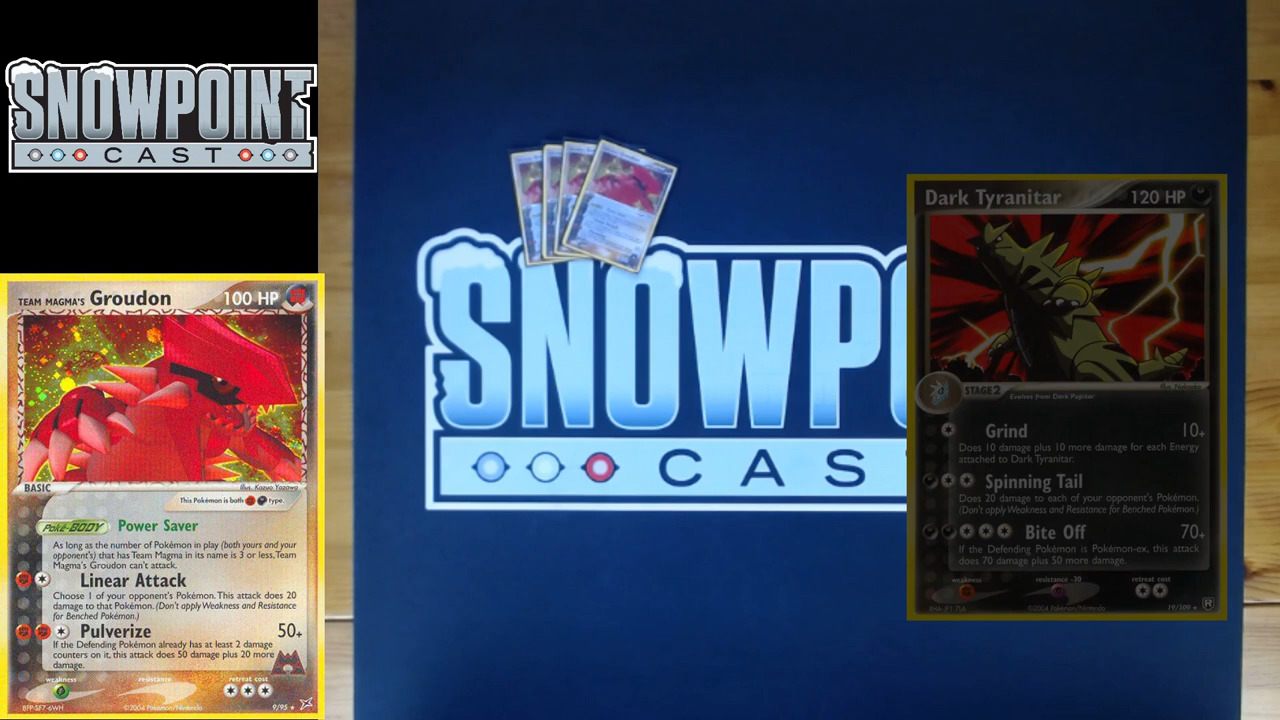 SNOWPOINT
CAST
TEAM MAGMA'S Groudon 100 HP
BASIC
Illus. Kazuo Yazawa
This Pokémon is both type.
Poké-BODY Power Saver
As long as the number of Pokémon in play (both yours and your
opponent's) that has Team Magma in its name is 3 or less, Team
Magma's Groudon can't attack.
Linear Attack
Choose 1 of your opponent's Pokémon. This attack does 20
damage to that Pokémon. (Don't apply Weakness and Resistance
for Benched Pokémon.)
Pulverize 50+
If the Defending Pokémon already has at least 2 damage
counters on it, this attack does 50 damage plus 20 more
damage.
weakness resistance retreat cost
©2004 Pokémon/Nintendo 9/95
SNOWP
CAS
Dark Tyranitar 120 HP
Illus. Nakaoka
STAGE 2 Evolves from Dark Pupitar
Grind 10+
Does 10 damage plus 10 more damage for each Energy
attached to Dark Tyranitar.
Spinning Tail
Does 20 damage to each of your opponent's Pokémon.
(Don't apply Weakness and Resistance for Benched Pokémon.)
Bite Off 70+
If the Defending Pokémon is Pokémon-ex, this attack
does 70 damage plus 50 more damage.
weakness resistance -30 retreat cost
©2004 Pokémon/Nintendo 19/109
R